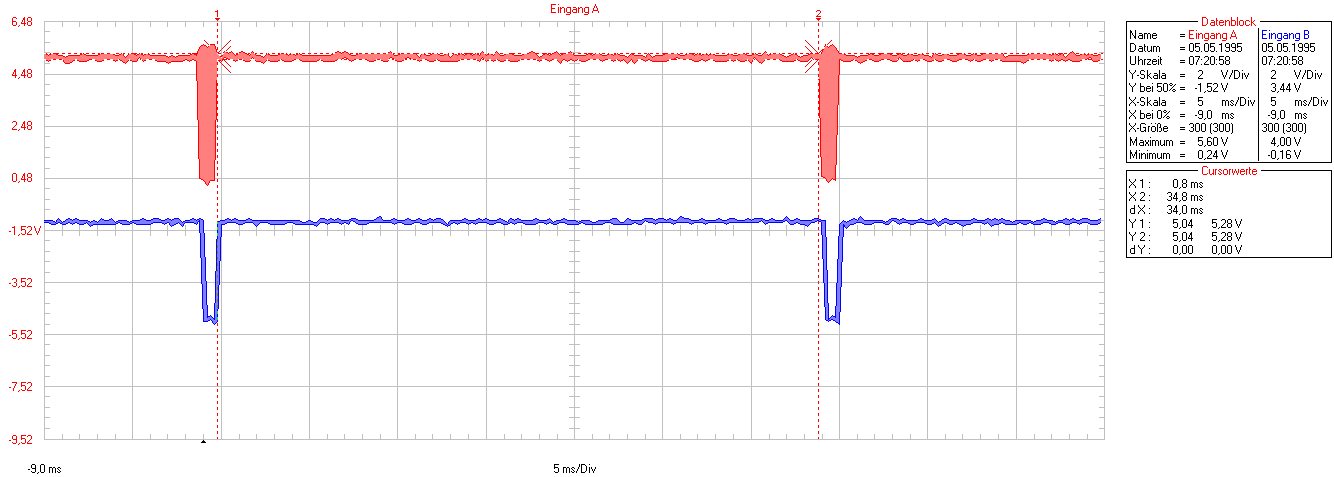 Eingang A
1 2
6,48
4,48
2,48
0,48
-1,52V
-3,52
-5,52
-7,52
-9,52
-9,0 ms 5 ms/Div
Datenblock
Name = Eingang A Eingang B
Datum = 05.05.1995 05.05.1995
Uhrzeit = 07:20:58 07:20:58
Y-Skala = 2 V/Div 2 V/Div
Y bei 50% = -1,52 V 3,44 V
X-Skala = 5 ms/Div 5 ms/Div
X bei 0% = -9,0 ms -9,0 ms
X-Größe = 300 (300) 300 (300)
Maximum = 5,60 V 4,00 V
Minimum = 0,24 V -0,16 V
Cursorwerte
X 1 : 0,8 ms
X 2 : 34,8 ms
d X : 34,0 ms
Y 1 : 5,04 5,28 V
Y 2 : 5,04 5,28 V
d Y : 0,00 0,00 V